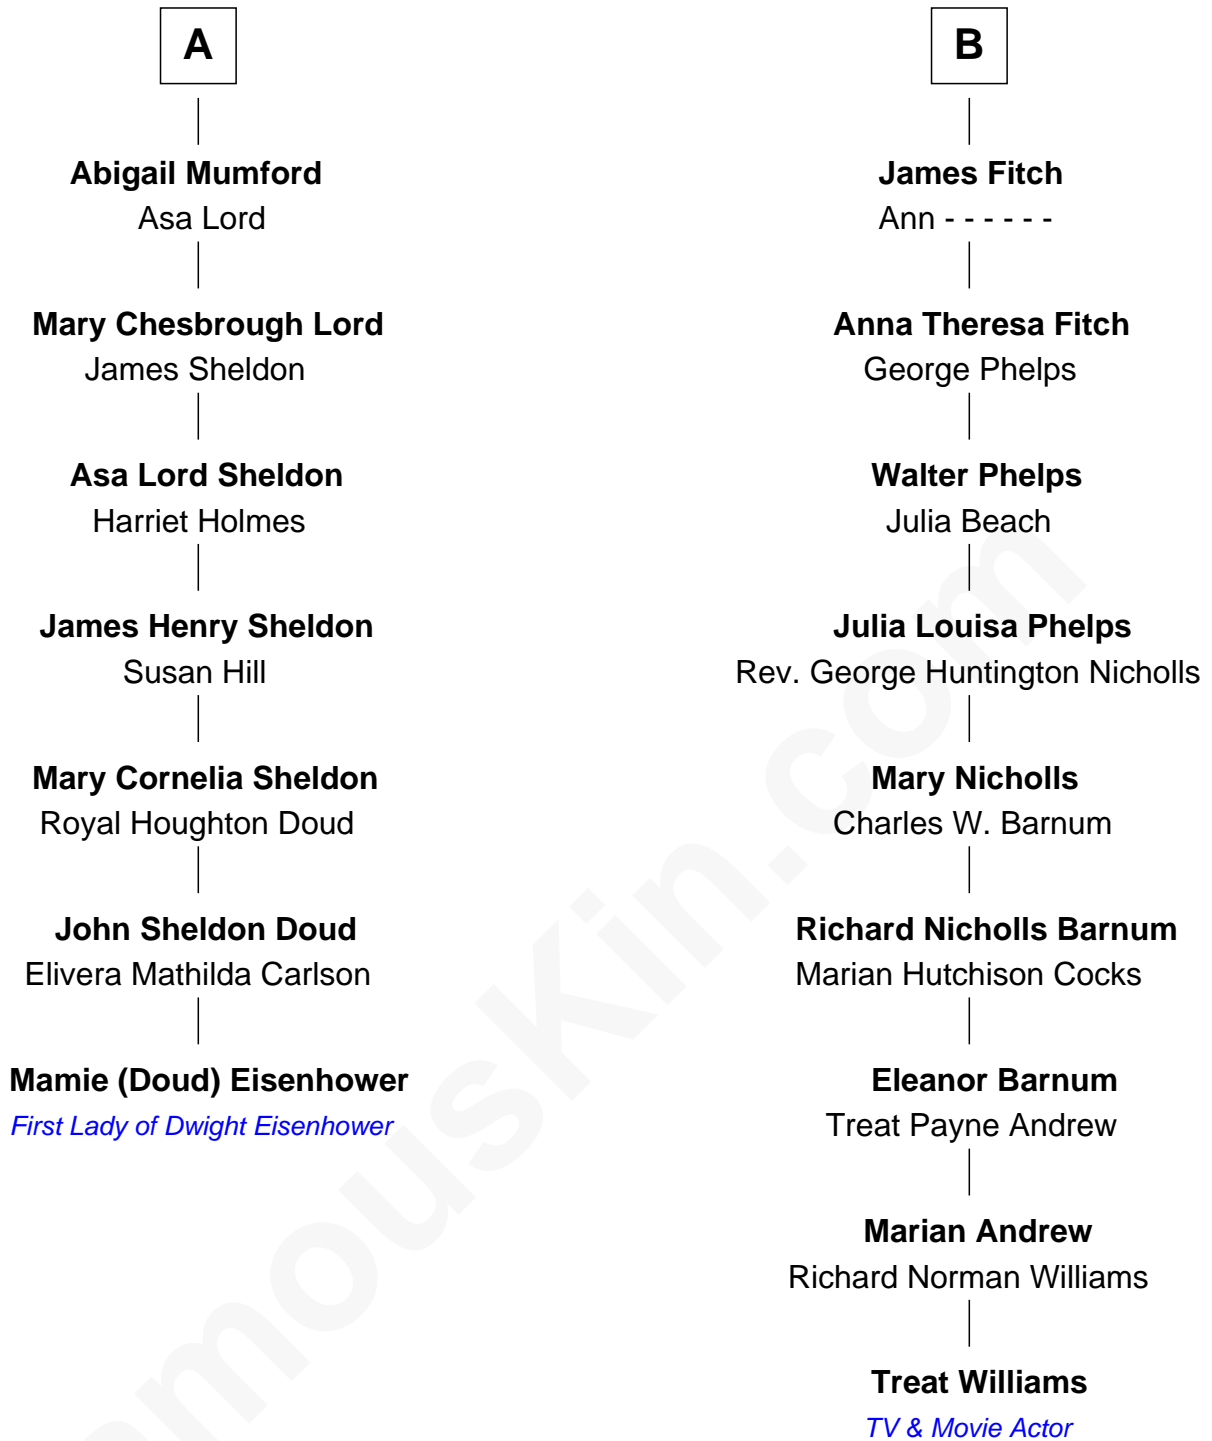 A
Abigail Mumford
Asa Lord
Mary Chesbrough Lord
James Sheldon
Asa Lord Sheldon
Harriet Holmes
James Henry Sheldon
Susan Hill
Mary Cornelia Sheldon
Royal Houghton Doud
John Sheldon Doud
Elivera Mathilda Carlson
Mamie (Doud) Eisenhower
First Lady of Dwight Eisenhower
B
James Fitch
Ann - - - - - -
Anna Theresa Fitch
George Phelps
Walter Phelps
Julia Beach
Julia Louisa Phelps
Rev. George Huntington Nicholls
Mary Nicholls
Charles W. Barnum
Richard Nicholls Barnum
Marian Hutchison Cocks
Eleanor Barnum
Treat Payne Andrew
Marian Andrew
Richard Norman Williams
Treat Williams
TV & Movie Actor
amouskin.com